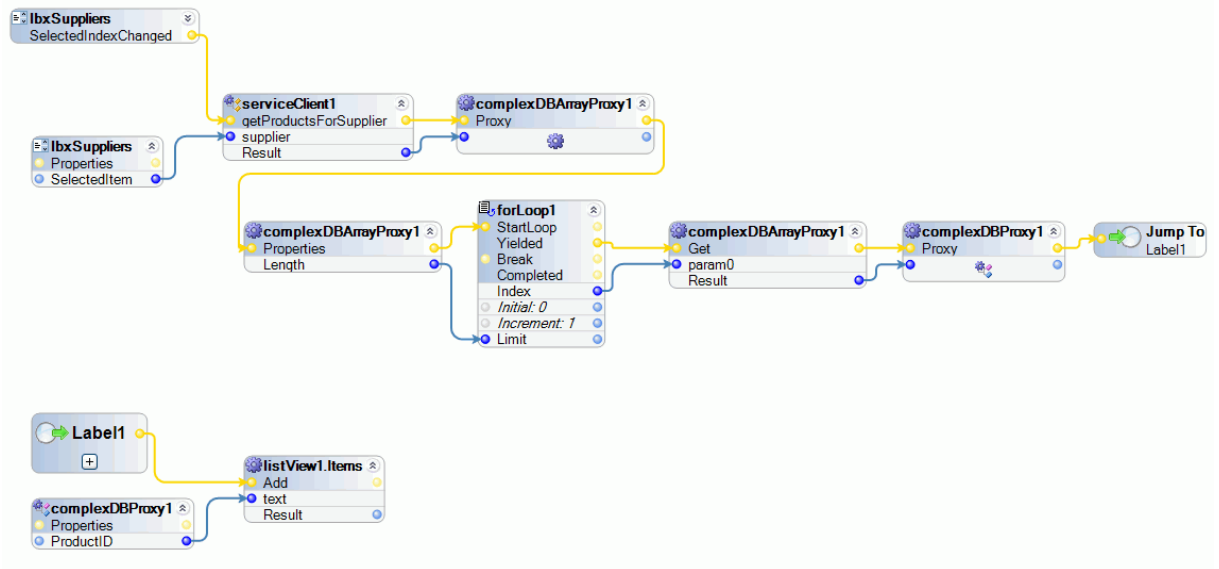 lbxSuppliers
SelectedIndexChanged
serviceClient1
getProductsForSupplier
supplier
Result
complexDBArrayProxy1
Proxy
lbxSuppliers
Properties
SelectedItem
complexDBArrayProxy1
Properties
Length
forLoop1
StartLoop
Yielded
Break
Completed
Index
Initial: 0
Increment: 1
Limit
complexDBArrayProxy1
Get
param0
Result
complexDBProxy1
Proxy
Jump To
Label1
Label1
listView1.Items
Add
text
Result
complexDBProxy1
Properties
ProductID